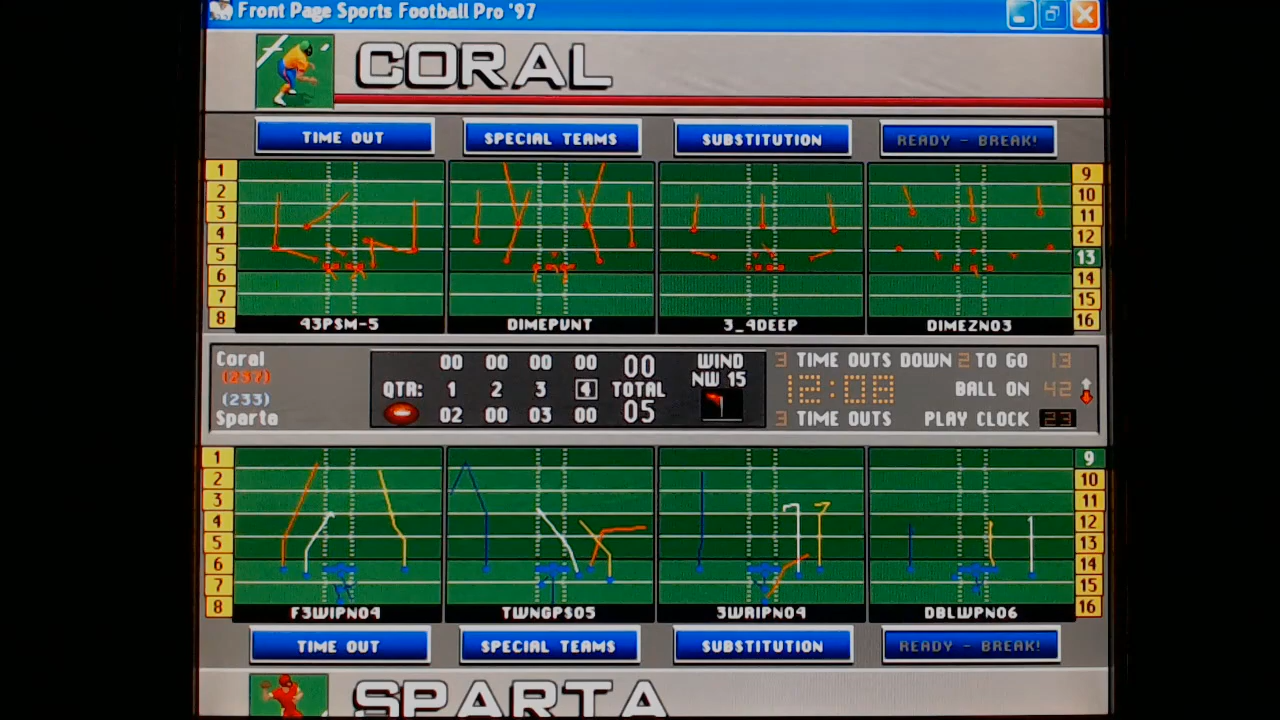 Front Page Sports Football Pro '97
CORAL
TIME OUT SPECIAL TEAMS SUBSTITUTION READY - BREAK!
1 9
2 10
3 11
4 12
5 13
6 14
7 15
8 16
43PSM-5 DIMEPVNT 3_4DEEP DIMEZN03
Coral 00 00 00 00 00 WIND 3 TIME OUTS DOWN 2 TO GO 13
(237) NW 15
QTR: 1 2 3 4 TOTAL 12:08 BALL ON 42
(233)
Sparta 02 00 03 00 05 3 TIME OUTS PLAY CLOCK 23
1 9
2 10
3 11
4 12
5 13
6 14
7 15
8 16
F3WIPN04 TWNGPS05 3WRIPN04 DBLWPN06
TIME OUT SPECIAL TEAMS SUBSTITUTION READY - BREAK!
SPARTA